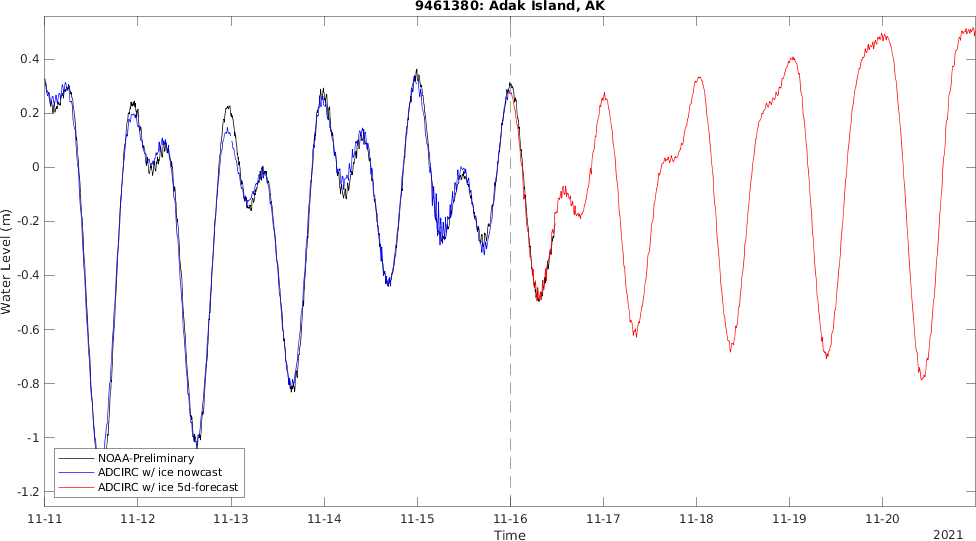 9461380: Adak Island, AK
0.4
0.2
0
-0.2
-0.4
-0.6
-0.8
-1
-1.2
Water Level (m)
NOAA-Preliminary
ADCIRC w/ ice nowcast
ADCIRC w/ ice 5d-forecast
11-11 11-12 11-13 11-14 11-15 11-16 11-17 11-18 11-19 11-20
Time
2021